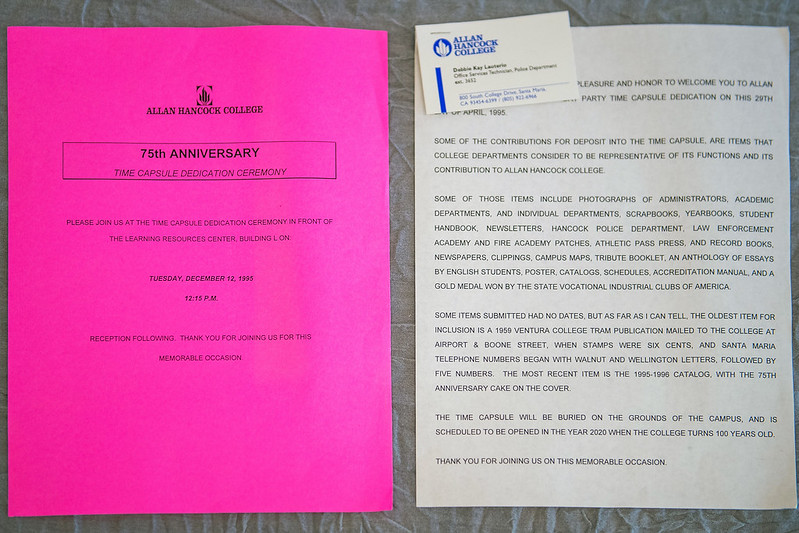 ALLAN HANCOCK COLLEGE
75th ANNIVERSARY
TIME CAPSULE DEDICATION CEREMONY
PLEASE JOIN US AT THE TIME CAPSULE DEDICATION CEREMONY IN FRONT OF
THE LEARNING RESOURCES CENTER, BUILDING L ON:
TUESDAY, DECEMBER 12, 1995
12:15 P.M.
RECEPTION FOLLOWING. THANK YOU FOR JOINING US FOR THIS
MEMORABLE OCCASION
ALLAN
HANCOCK
COLLEGE
Debbie Kay Lauterio
Office Services Technician, Police Department
ext. 3652
800 South College Drive, Santa Maria,
CA 93454-6399 / (805) 922-6966
PLEASURE AND HONOR TO WELCOME YOU TO ALLAN
PARTY TIME CAPSULE DEDICATION ON THIS 29TH
DAY OF APRIL, 1995.
SOME OF THE CONTRIBUTIONS FOR DEPOSIT INTO THE TIME CAPSULE, ARE ITEMS THAT
COLLEGE DEPARTMENTS CONSIDER TO BE REPRESENTATIVE OF ITS FUNCTIONS AND ITS
CONTRIBUTION TO ALLAN HANCOCK COLLEGE.
SOME OF THOSE ITEMS INCLUDE PHOTOGRAPHS OF ADMINISTRATORS, ACADEMIC
DEPARTMENTS, AND INDIVIDUAL DEPARTMENTS, SCRAPBOOKS, YEARBOOKS, STUDENT
HANDBOOK, NEWSLETTERS, HANCOCK POLICE DEPARTMENT, LAW ENFORCEMENT
ACADEMY AND FIRE ACADEMY PATCHES, ATHLETIC PASS PRESS, AND RECORD BOOKS,
NEWSPAPERS, CLIPPINGS, CAMPUS MAPS, TRIBUTE BOOKLET, AN ANTHOLOGY OF ESSAYS
BY ENGLISH STUDENTS, POSTER, CATALOGS, SCHEDULES, ACCREDITATION MANUAL, AND A
GOLD MEDAL WON BY THE STATE VOCATIONAL INDUSTRIAL CLUBS OF AMERICA.
SOME ITEMS SUBMITTED HAD NO DATES, BUT AS FAR AS I CAN TELL, THE OLDEST ITEM FOR
INCLUSION IS A 1959 VENTURA COLLEGE TRAM PUBLICATION MAILED TO THE COLLEGE AT
AIRPORT & BOONE STREET, WHEN STAMPS WERE SIX CENTS, AND SANTA MARIA
TELEPHONE NUMBERS BEGAN WITH WALNUT AND WELLINGTON LETTERS, FOLLOWED BY
FIVE NUMBERS. THE MOST RECENT ITEM IS THE 1995-1996 CATALOG, WITH THE 75TH
ANNIVERSARY CAKE ON THE COVER.
THE TIME CAPSULE WILL BE BURIED ON THE GROUNDS OF THE CAMPUS, AND IS
SCHEDULED TO BE OPENED IN THE YEAR 2020 WHEN THE COLLEGE TURNS 100 YEARS OLD.
THANK YOU FOR JOINING US ON THIS MEMORABLE OCCASION.